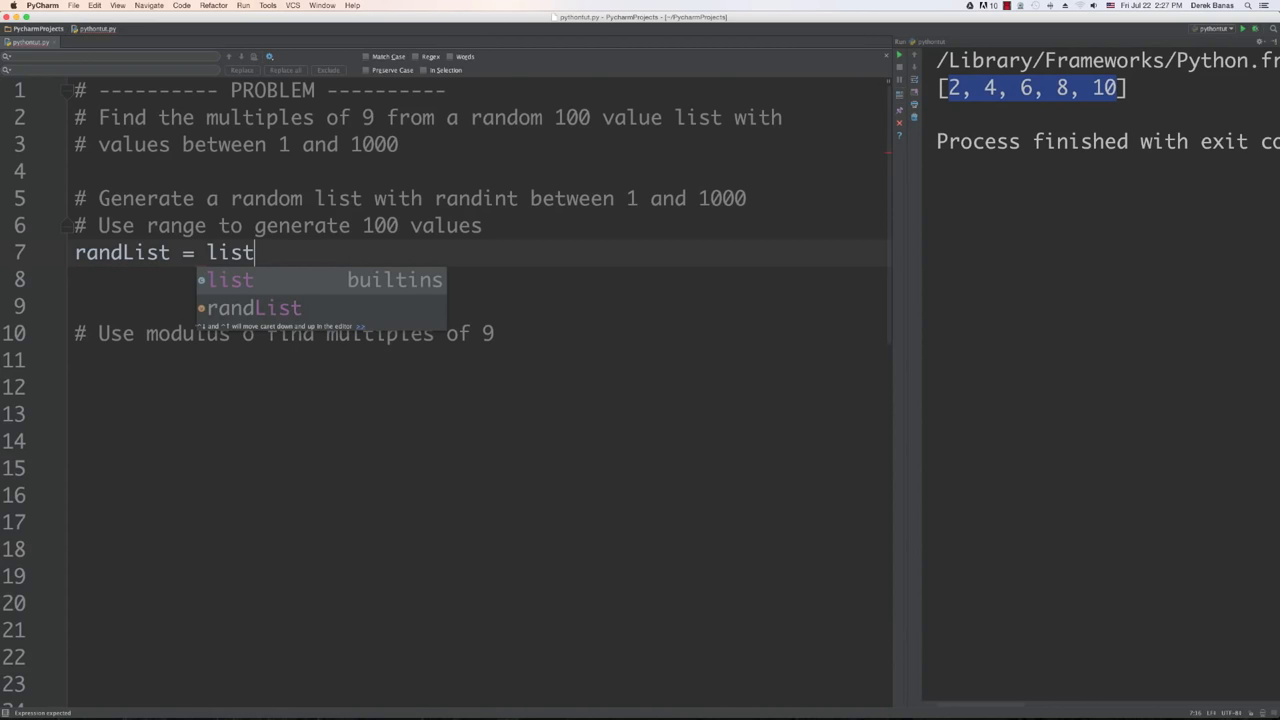 PyCharm File Edit View Navigate Code Refactor Run Tools VCS Window Help
10 Fri Jul 22 2:27 PM Derek Banas
pythontut.py - PycharmProjects - [~/PycharmProjects]
PycharmProjects pythontut.py pythontut
pythontut.py Run pythontut
Match Case Regex Words
Replace Replace all Exclude Preserve Case In Selection
1 # ---------- PROBLEM ----------
2 # Find the multiples of 9 from a random 100 value list with
3 # values between 1 and 1000
4
5 # Generate a random list with randint between 1 and 1000
6 # Use range to generate 100 values
7 randList = list
8 list builtins
9 randList
^↓ and ^↑ will move caret down and up in the editor >>
10 # Use modulus o find multiples of 9
11
12
13
14
15
16
17
18
19
20
21
22
23
24
/Library/Frameworks/Python.fr
[2, 4, 6, 8, 10]
Process finished with exit co
Expression expected 7:16 LF÷ UTF-8÷